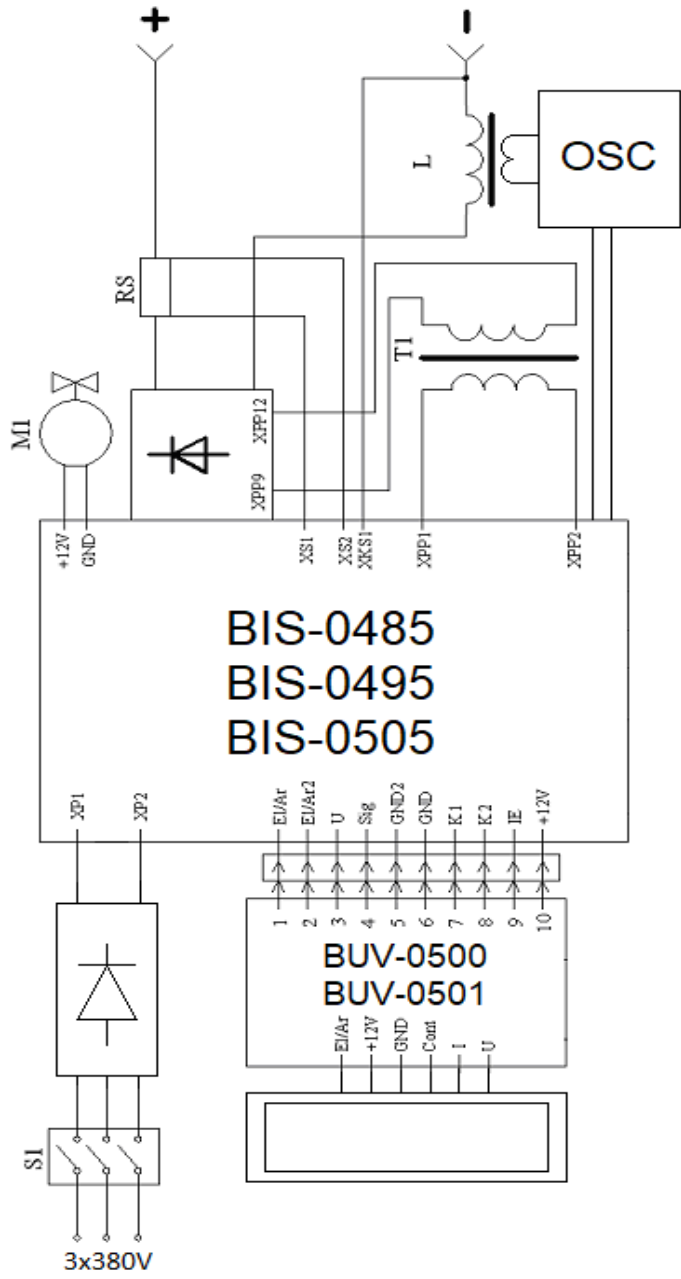 +
-
OSC
L
RS
T1
M1
XPP12
XPP9
+12V
GND
XS1
XS2
XKS1
XPP1
XPP2
BIS-0485
BIS-0495
BIS-0505
XP1
XP2
El/Ar
El/Ar2
U
Sig
GND2
GND
K1
K2
IE
+12V
1
2
3
4
5
6
7
8
9
10
BUV-0500
BUV-0501
El/Ar
+12V
GND
Cont
I
U
S1
3x380V